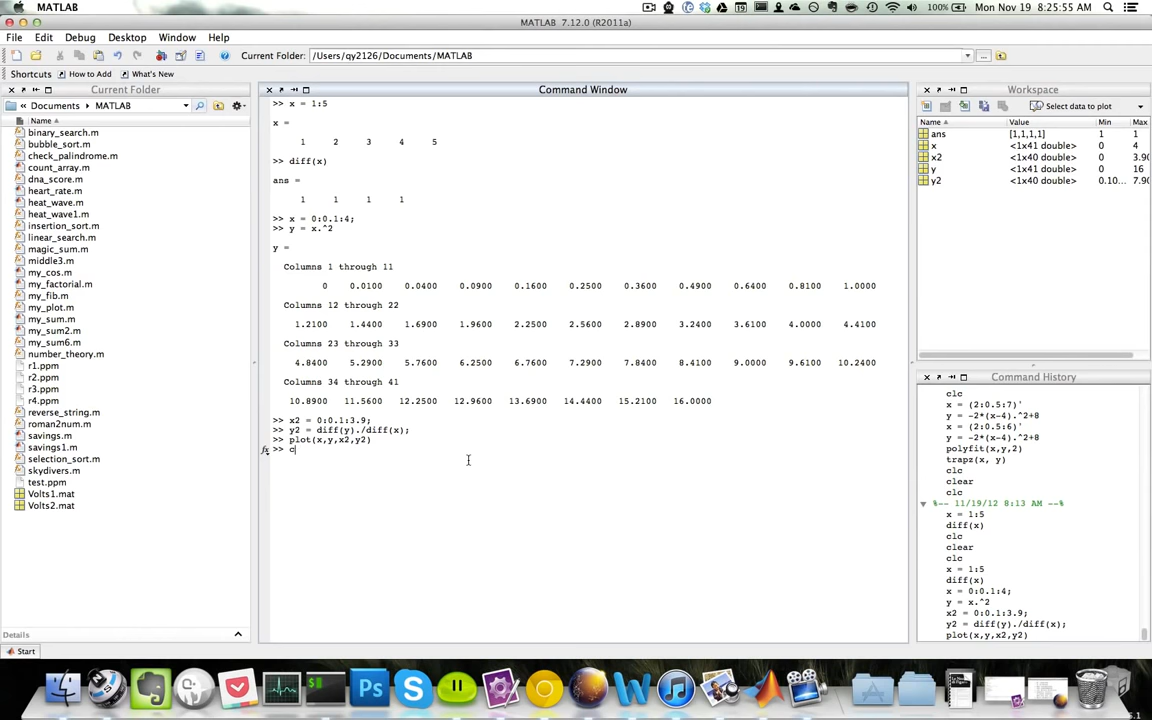 MATLAB
100%
Mon Nov 19 8:25:55 AM
MATLAB 7.12.0 (R2011a)
File Edit Debug Desktop Window Help
Current Folder: /Users/qy2126/Documents/MATLAB
Shortcuts How to Add What's New
Current Folder
« Documents ▸ MATLAB
Name
binary_search.m
bubble_sort.m
check_palindrome.m
count_array.m
dna_score.m
heart_rate.m
heat_wave.m
heat_wave1.m
insertion_sort.m
linear_search.m
magic_sum.m
middle3.m
my_cos.m
my_factorial.m
my_fib.m
my_plot.m
my_sum.m
my_sum2.m
my_sum6.m
number_theory.m
r1.ppm
r2.ppm
r3.ppm
r4.ppm
reverse_string.m
roman2num.m
savings.m
savings1.m
selection_sort.m
skydivers.m
test.ppm
Volts1.mat
Volts2.mat
Details
Start
Command Window
>> x = 1:5
x =
1 2 3 4 5
>> diff(x)
ans =
1 1 1 1
>> x = 0:0.1:4;
>> y = x.^2
y =
Columns 1 through 11
0 0.0100 0.0400 0.0900 0.1600 0.2500 0.3600 0.4900 0.6400 0.8100 1.0000
Columns 12 through 22
1.2100 1.4400 1.6900 1.9600 2.2500 2.5600 2.8900 3.2400 3.6100 4.0000 4.4100
Columns 23 through 33
4.8400 5.2900 5.7600 6.2500 6.7600 7.2900 7.8400 8.4100 9.0000 9.6100 10.2400
Columns 34 through 41
10.8900 11.5600 12.2500 12.9600 13.6900 14.4400 15.2100 16.0000
>> x2 = 0:0.1:3.9;
>> y2 = diff(y)./diff(x);
>> plot(x,y,x2,y2)
fx >> c
Workspace
Select data to plot
Name Value Min Max
ans [1,1,1,1] 1 1
x <1x41 double> 0 4
x2 <1x40 double> 0 3.90
y <1x41 double> 0 16
y2 <1x40 double> 0.10... 7.90
Command History
clc
x = (2:0.5:7)'
y = -2*(x-4).^2+8
x = (2:0.5:6)'
y = -2*(x-4).^2+8
polyfit(x,y,2)
trapz(x, y)
clc
clear
clc
%-- 11/19/12 8:13 AM --%
x = 1:5
diff(x)
clc
clear
clc
x = 1:5
diff(x)
x = 0:0.1:4;
y = x.^2
x2 = 0:0.1:3.9;
y2 = diff(y)./diff(x);
plot(x,y,x2,y2)
Ps